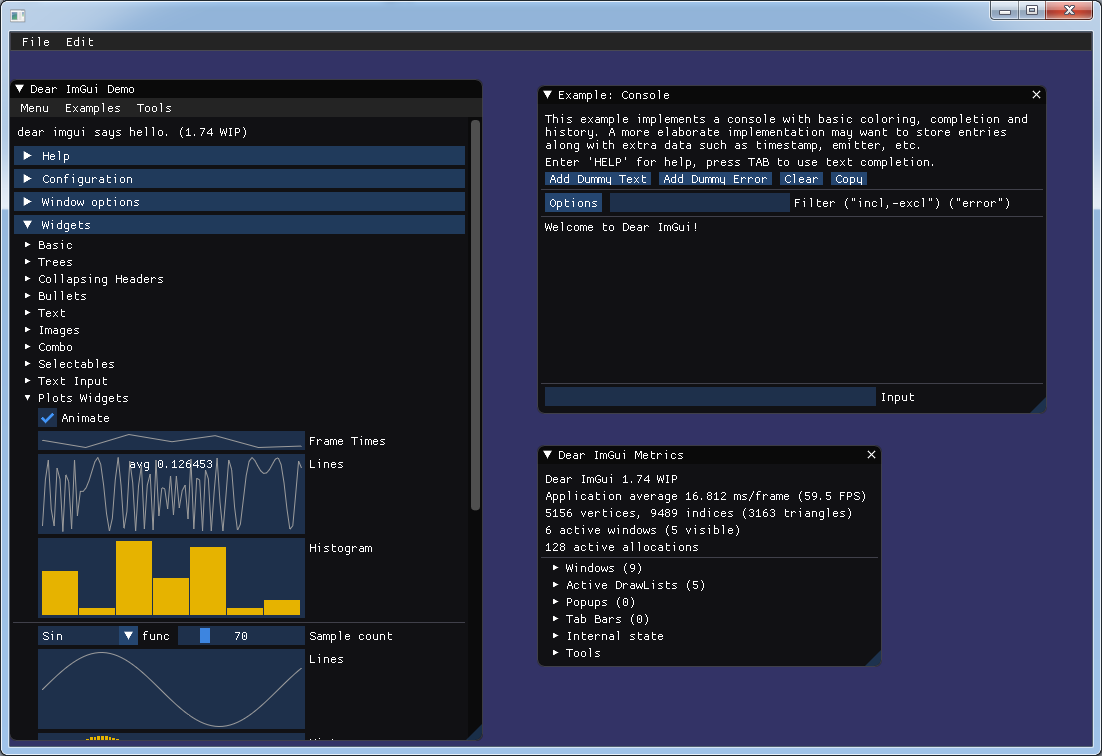 File Edit
Dear ImGui Demo
Menu Examples Tools
dear imgui says hello. (1.74 WIP)
Help
Configuration
Window options
Widgets
Basic
Trees
Collapsing Headers
Bullets
Text
Images
Combo
Selectables
Text Input
Plots Widgets
Animate
Frame Times
avg 0.126453
Lines
Histogram
Sin func 70 Sample count
Lines
Example: Console
This example implements a console with basic coloring, completion and
history. A more elaborate implementation may want to store entries
along with extra data such as timestamp, emitter, etc.
Enter 'HELP' for help, press TAB to use text completion.
Add Dummy Text Add Dummy Error Clear Copy
Options Filter ("incl,-excl") ("error")
Welcome to Dear ImGui!
Input
Dear ImGui Metrics
Dear ImGui 1.74 WIP
Application average 16.812 ms/frame (59.5 FPS)
5156 vertices, 9489 indices (3163 triangles)
6 active windows (5 visible)
128 active allocations
Windows (9)
Active DrawLists (5)
Popups (0)
Tab Bars (0)
Internal state
Tools